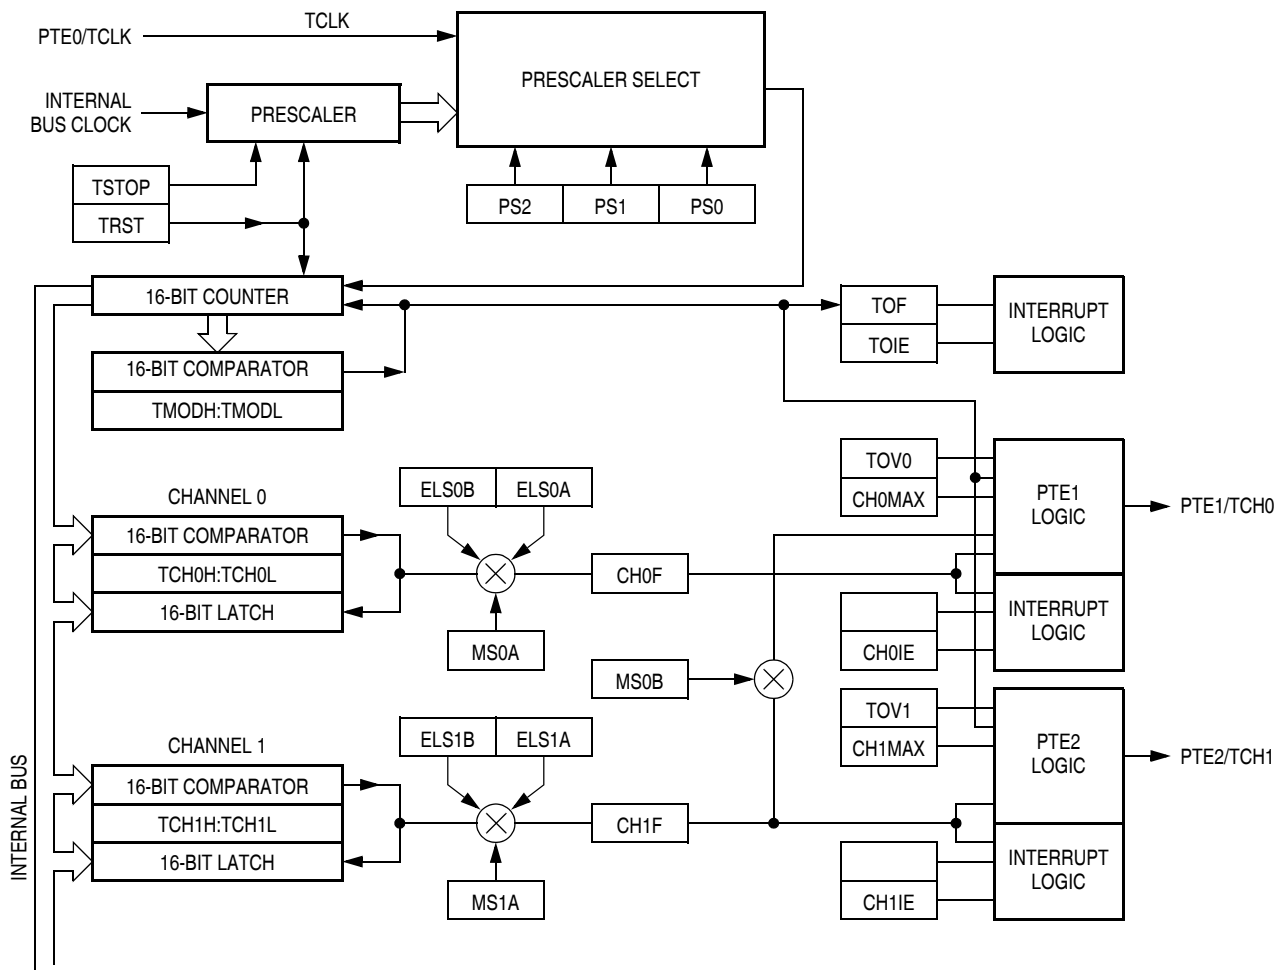 TCLK
PTE0/TCLK
PRESCALER SELECT
INTERNAL
BUS CLOCK
PRESCALER
TSTOP
TRST
PS2
PS1
PS0
16-BIT COUNTER
16-BIT COMPARATOR
TMODH:TMODL
TOF
TOIE
INTERRUPT
LOGIC
CHANNEL 0
16-BIT COMPARATOR
TCH0H:TCH0L
16-BIT LATCH
ELS0B
ELS0A
MS0A
CH0F
TOV0
CH0MAX
PTE1
LOGIC
PTE1/TCH0
INTERRUPT
LOGIC
CH0IE
MS0B
CHANNEL 1
16-BIT COMPARATOR
TCH1H:TCH1L
16-BIT LATCH
ELS1B
ELS1A
MS1A
CH1F
TOV1
CH1MAX
PTE2
LOGIC
PTE2/TCH1
INTERRUPT
LOGIC
CH1IE
INTERNAL BUS